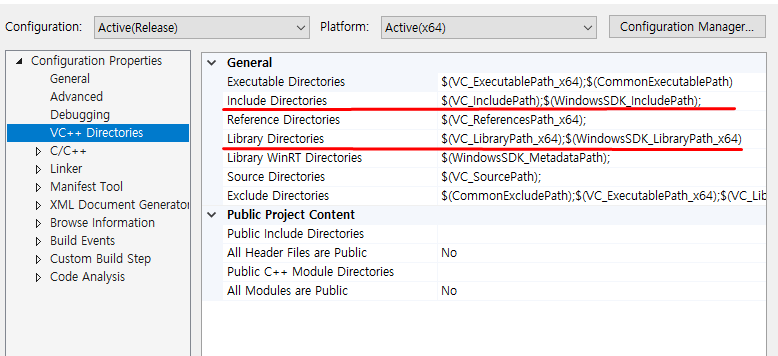 Configuration: Active(Release) Platform: Active(x64) Configuration Manager...
Configuration Properties
General
Advanced
Debugging
VC++ Directories
C/C++
Linker
Manifest Tool
XML Document Generator
Browse Information
Build Events
Custom Build Step
Code Analysis
General
Executable Directories $(VC_ExecutablePath_x64);$(CommonExecutablePath)
Include Directories $(VC_IncludePath);$(WindowsSDK_IncludePath);
Reference Directories $(VC_ReferencesPath_x64);
Library Directories $(VC_LibraryPath_x64);$(WindowsSDK_LibraryPath_x64)
Library WinRT Directories $(WindowsSDK_MetadataPath);
Source Directories $(VC_SourcePath);
Exclude Directories $(CommonExcludePath);$(VC_ExecutablePath_x64);$(VC_Lib
Public Project Content
Public Include Directories
All Header Files are Public No
Public C++ Module Directories
All Modules are Public No